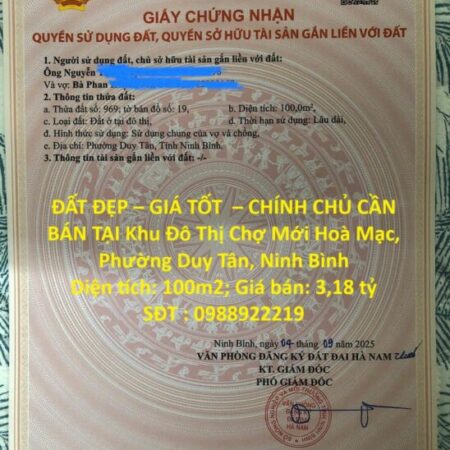 GIẤY CHỨNG NHẬN
QUYỀN SỬ DỤNG ĐẤT, QUYỀN SỞ HỮU TÀI SẢN GẮN LIỀN VỚI ĐẤT
1. Người sử dụng đất, chủ sở hữu tài sản gắn liền với đất:
Ông Nguyễn
Và vợ: Bà Phan
2. Thông tin thửa đất:
a. Thửa đất số: 969; tờ bản đồ số: 19, b. Diện tích: 100,0m²,
c. Loại đất: Đất ở tại đô thị, d. Thời hạn sử dụng: Lâu dài,
đ. Hình thức sử dụng: Sử dụng chung của vợ và chồng,
e. Địa chỉ: Phường Duy Tân, Tỉnh Ninh Bình.
3. Thông tin tài sản gắn liền với đất: -/-
ĐẤT ĐẸP – GIÁ TỐT – CHÍNH CHỦ CẦN
BÁN TẠI Khu Đô Thị Chợ Mới Hoà Mạc,
Phường Duy Tân, Ninh Bình
Diện tích: 100m2; Giá bán: 3,18 tỷ
SĐT : 0988922219
Ninh Bình, ngày 04 tháng 09 năm 2025
VĂN PHÒNG ĐĂNG KÝ ĐẤT ĐAI HÀ NAM
KT. GIÁM ĐỐC
PHÓ GIÁM ĐỐC